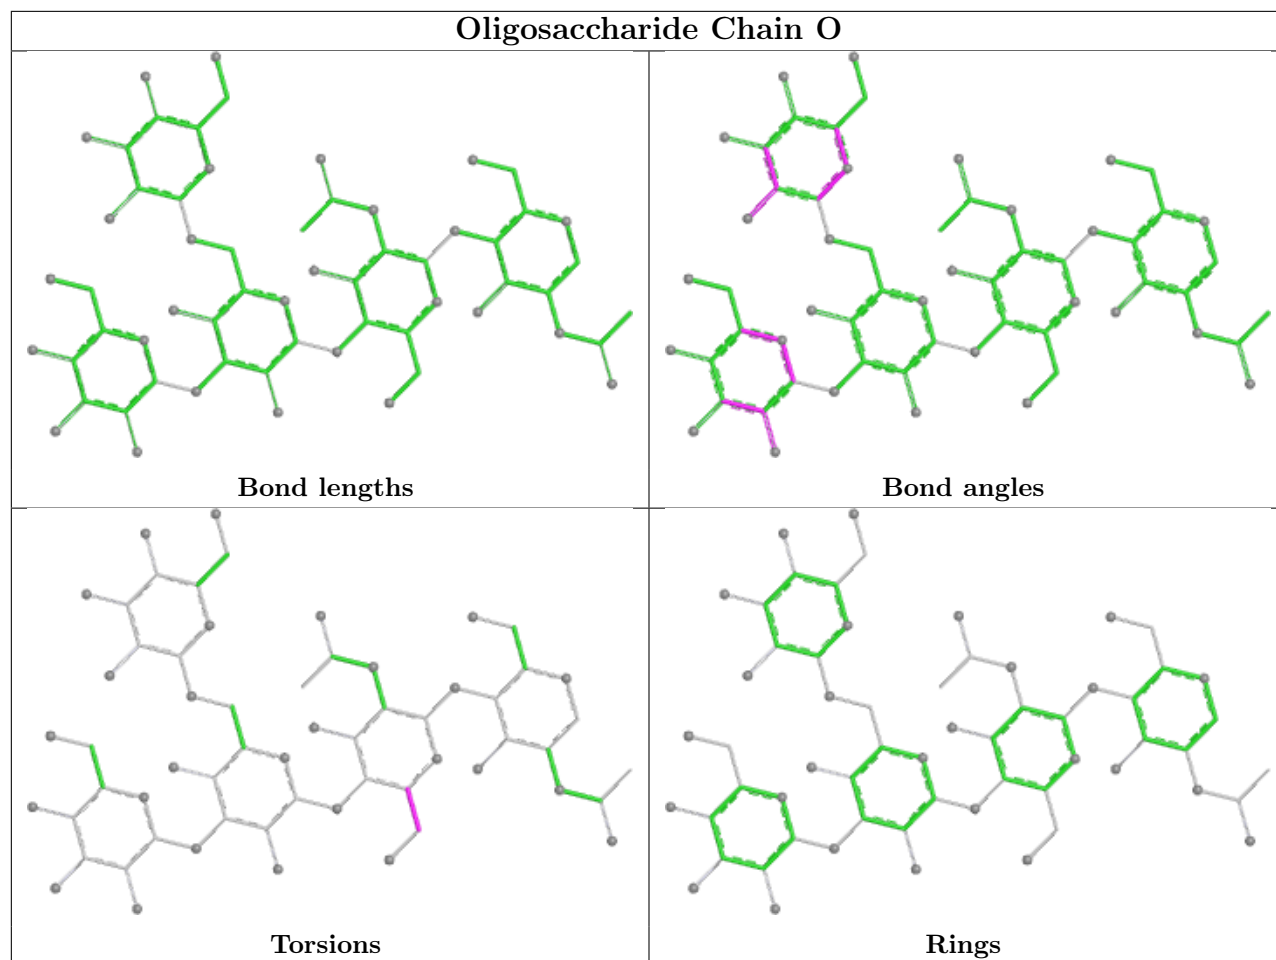 Oligosaccharide Chain O
Bond lengths
Bond angles
Torsions
Rings